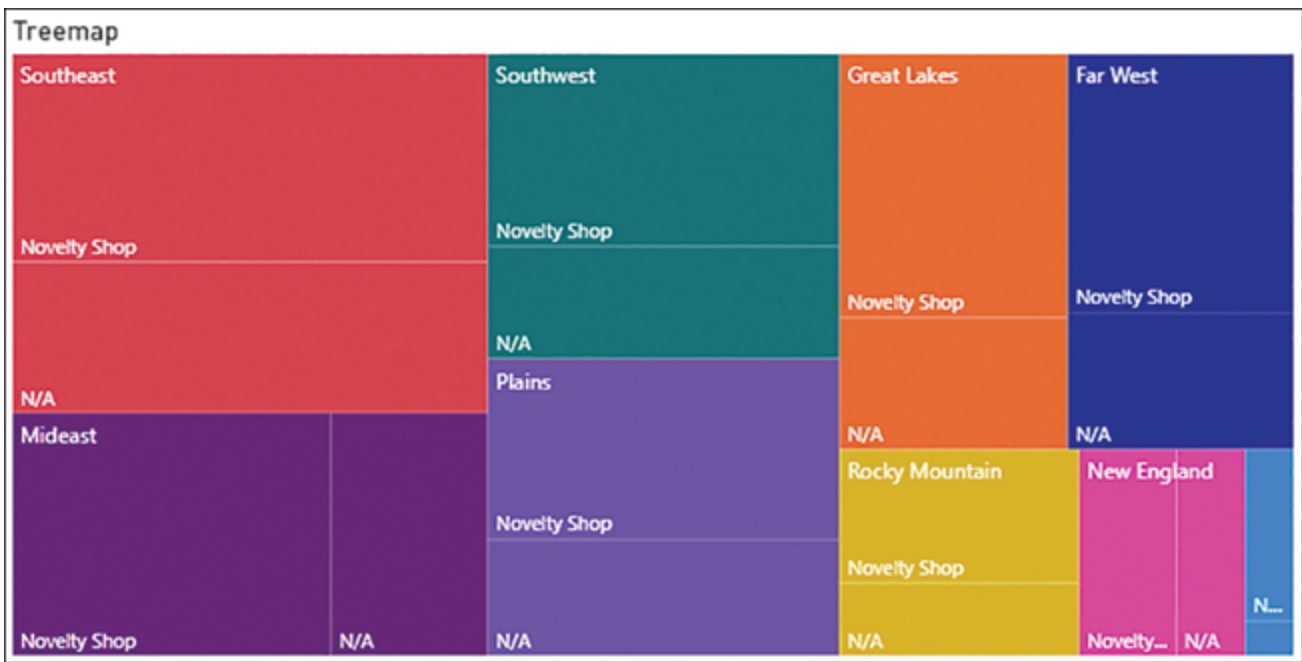 Treemap
Southeast
Novelty Shop
N/A
Mideast
Novelty Shop
N/A
Southwest
Novelty Shop
N/A
Plains
Novelty Shop
N/A
Great Lakes
Novelty Shop
N/A
Far West
Novelty Shop
N/A
Rocky Mountain
Novelty Shop
N/A
New England
Novelty...
N/A
N...